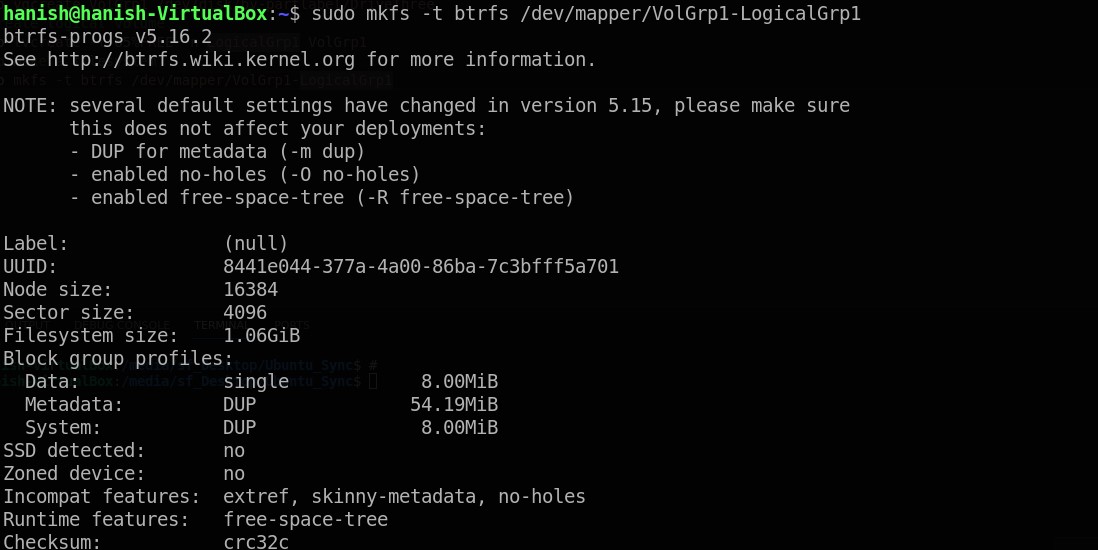 hanish@hanish-VirtualBox:~$ sudo mkfs -t btrfs /dev/mapper/VolGrp1-LogicalGrp1
btrfs-progs v5.16.2
See http://btrfs.wiki.kernel.org for more information.
NOTE: several default settings have changed in version 5.15, please make sure
      this does not affect your deployments:
      - DUP for metadata (-m dup)
      - enabled no-holes (-O no-holes)
      - enabled free-space-tree (-R free-space-tree)
Label:              (null)
UUID:               8441e044-377a-4a00-86ba-7c3bfff5a701
Node size:          16384
Sector size:        4096
Filesystem size:    1.06GiB
Block group profiles:
  Data:             single            8.00MiB
  Metadata:         DUP              54.19MiB
  System:           DUP               8.00MiB
SSD detected:       no
Zoned device:       no
Incompat features:  extref, skinny-metadata, no-holes
Runtime features:   free-space-tree
Checksum:           crc32c